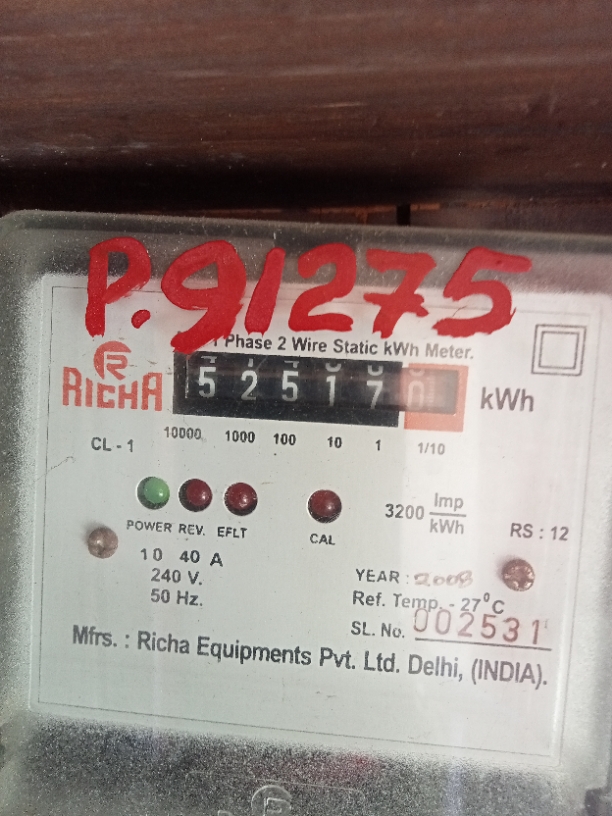 P.91275
1 Phase 2 Wire Static kWh Meter.
R
RICHA
5 2 5 1 7 0 kWh
CL - 1 10000 1000 100 10 1 1/10
3200 Imp/kWh
POWER REV. EFLT CAL RS : 12
10 40 A
240 V.
50 Hz.
YEAR : 2008
Ref. Temp. - 27°C
SL. No. 002531
Mfrs. : Richa Equipments Pvt. Ltd. Delhi, (INDIA).